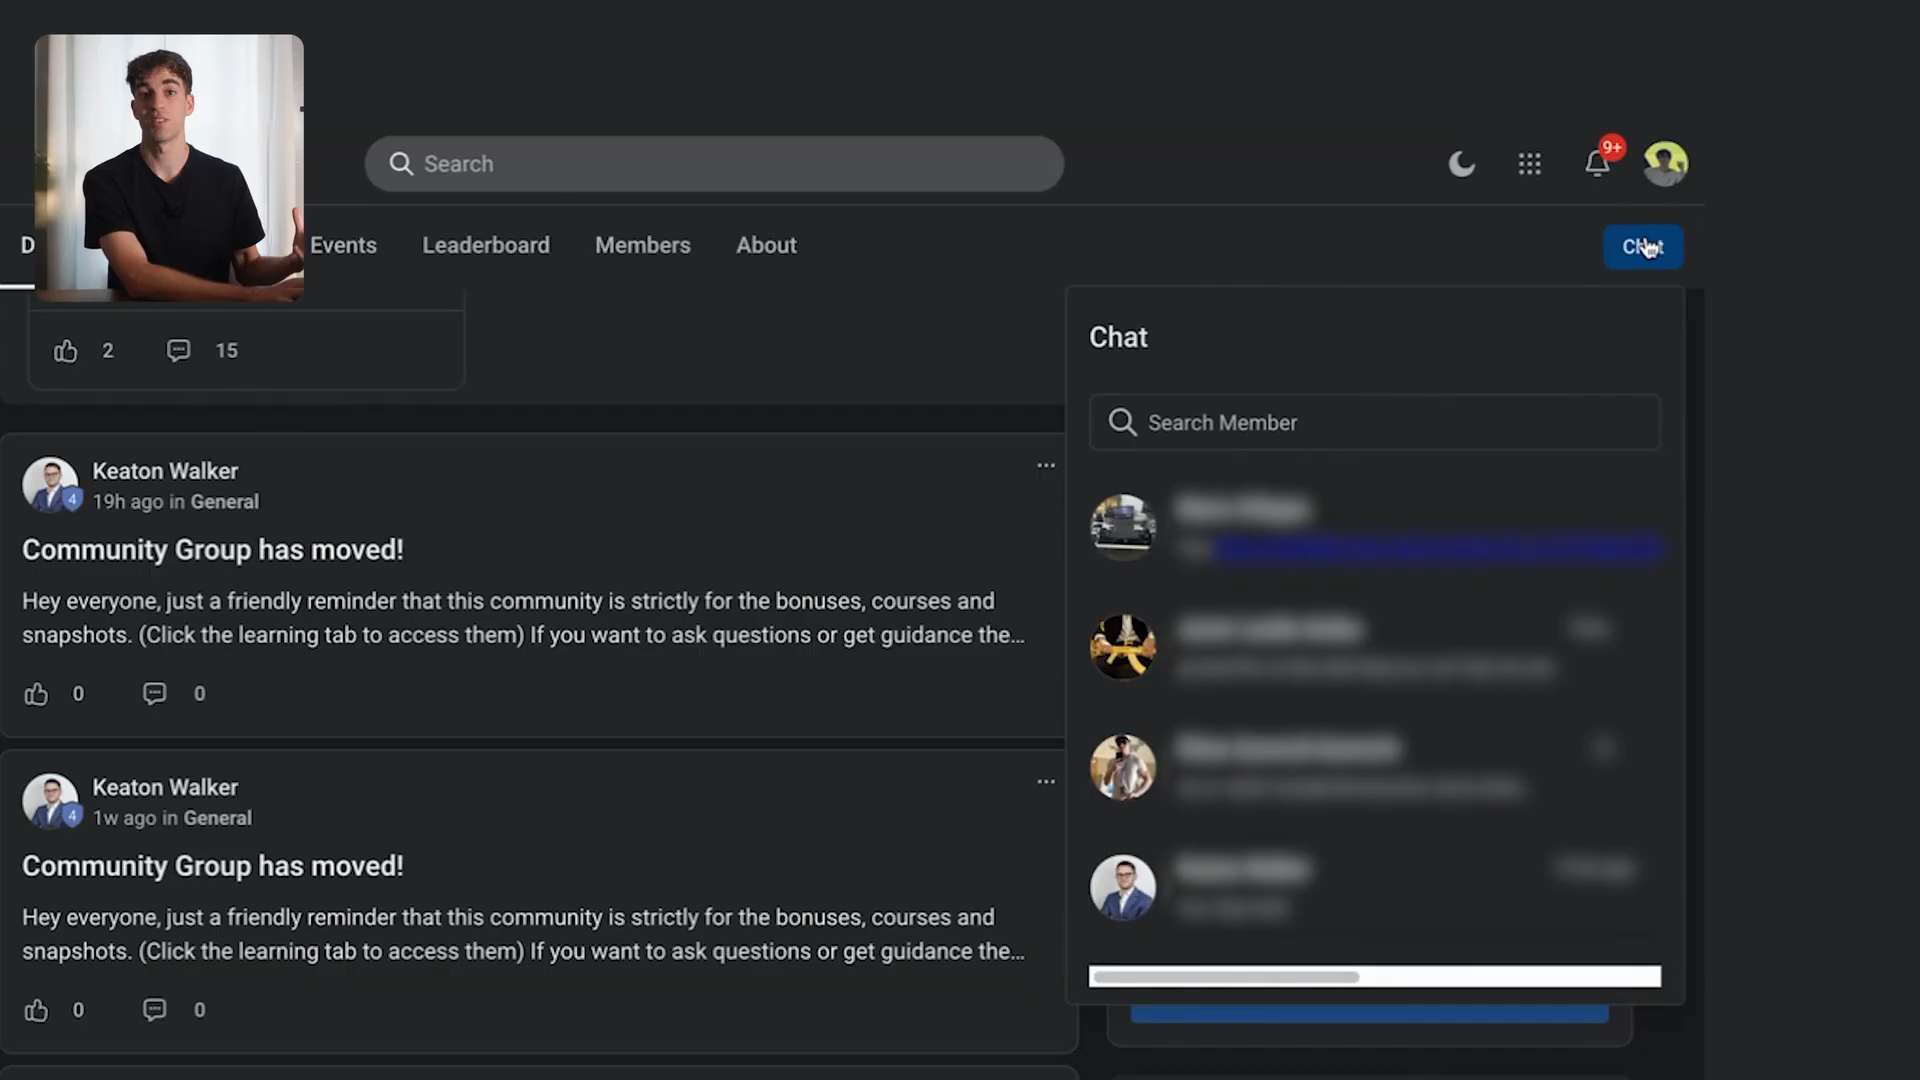 Search
9+
D
Events
Leaderboard
Members
About
2
15
Chat
Search Member
Keaton Walker
4
19h ago in General
Community Group has moved!
Hey everyone, just a friendly reminder that this community is strictly for the bonuses, courses and
snapshots. (Click the learning tab to access them) If you want to ask questions or get guidance the...
0
0
Keaton Walker
4
1w ago in General
Community Group has moved!
Hey everyone, just a friendly reminder that this community is strictly for the bonuses, courses and
snapshots. (Click the learning tab to access them) If you want to ask questions or get guidance the...
0
0